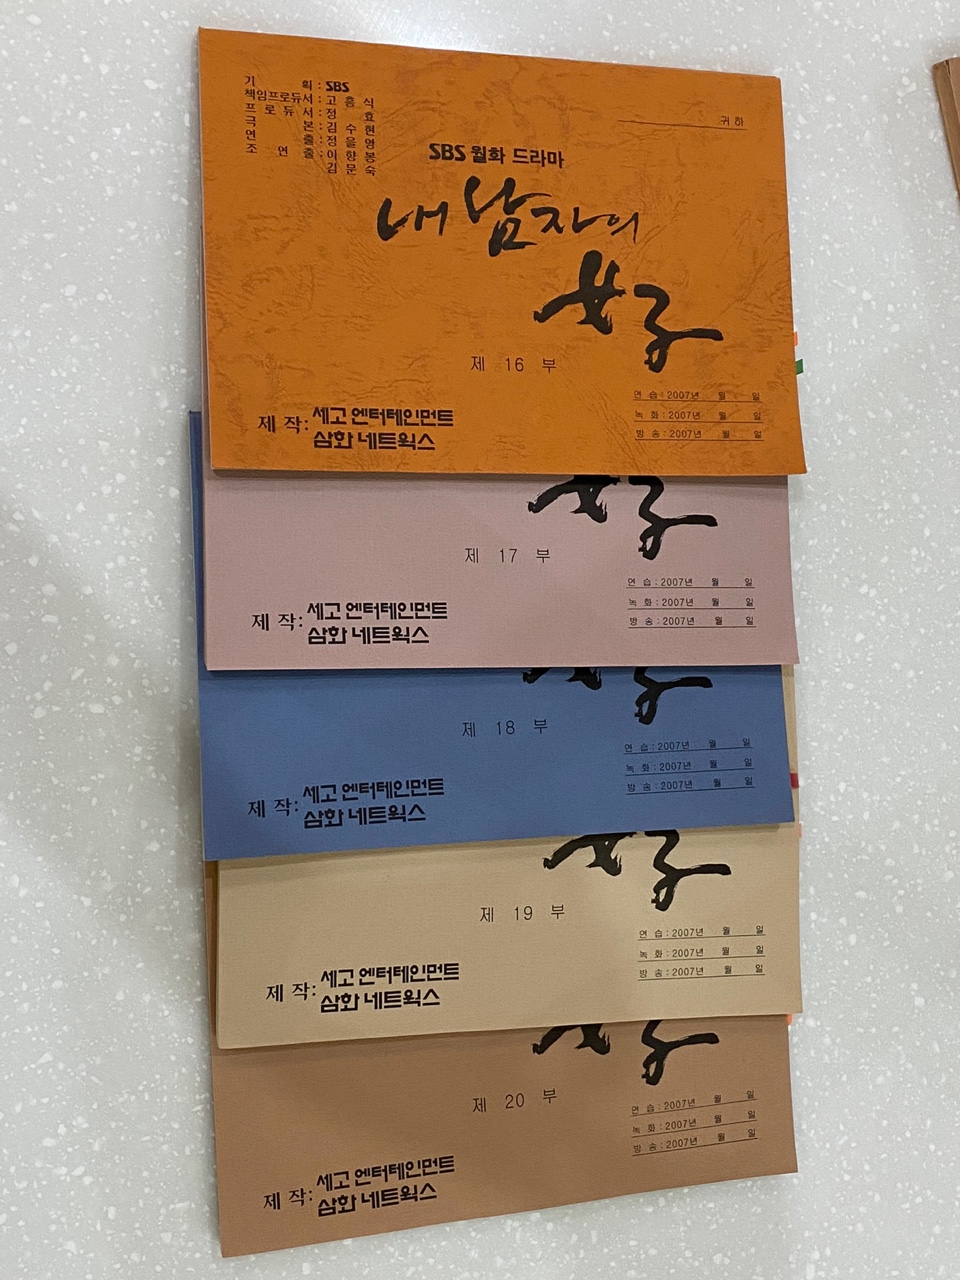 기 획 : SBS
책임프로듀서 : 고 흥 식
프 로 듀 서 : 정 효
극 본 : 김 수 현
연 출 : 정 을 영
조 연 출 : 이 향 봉
김 문 숙
귀하
SBS 월화 드라마
내 남자의
女子
제 16 부
연 습 : 2007년 월 일
녹 화 : 2007년 월 일
방 송 : 2007년 월 일
제 작 : 세고 엔터테인먼트
삼화 네트웍스
女子
제 17 부
연 습 : 2007년 월 일
녹 화 : 2007년 월 일
방 송 : 2007년 월 일
제 작 : 세고 엔터테인먼트
삼화 네트웍스
女子
제 18 부
연 습 : 2007년 월 일
녹 화 : 2007년 월 일
방 송 : 2007년 월 일
제 작 : 세고 엔터테인먼트
삼화 네트웍스
女子
제 19 부
연 습 : 2007년 월 일
녹 화 : 2007년 월 일
방 송 : 2007년 월 일
제 작 : 세고 엔터테인먼트
삼화 네트웍스
女子
제 20 부
연 습 : 2007년 월 일
녹 화 : 2007년 월 일
방 송 : 2007년 월 일
제 작 : 세고 엔터테인먼트
삼화 네트웍스